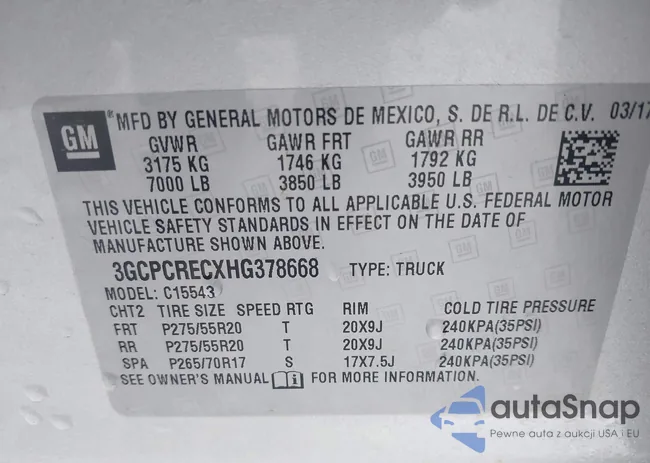 GM
*MFD BY GENERAL MOTORS DE MEXICO, S. DE R.L. DE C.V. 03/17
GVWR GAWR FRT GAWR RR
3175 KG 1746 KG 1792 KG
7000 LB 3850 LB 3950 LB
THIS VEHICLE CONFORMS TO ALL APPLICABLE U.S. FEDERAL MOTOR
VEHICLE SAFETY STANDARDS IN EFFECT ON THE DATE OF
MANUFACTURE SHOWN ABOVE.
3GCPCRECXHG378668 TYPE: TRUCK
MODEL: C15543
CHT2 TIRE SIZE SPEED RTG RIM COLD TIRE PRESSURE
FRT P275/55R20 T 20X9J 240KPA(35PSI)
RR P275/55R20 T 20X9J 240KPA(35PSI)
SPA P265/70R17 S 17X7.5J 240KPA(35PSI)
SEE OWNER'S MANUAL FOR MORE INFORMATION.
autaSnap
Pewne auta z aukcji USA i EU